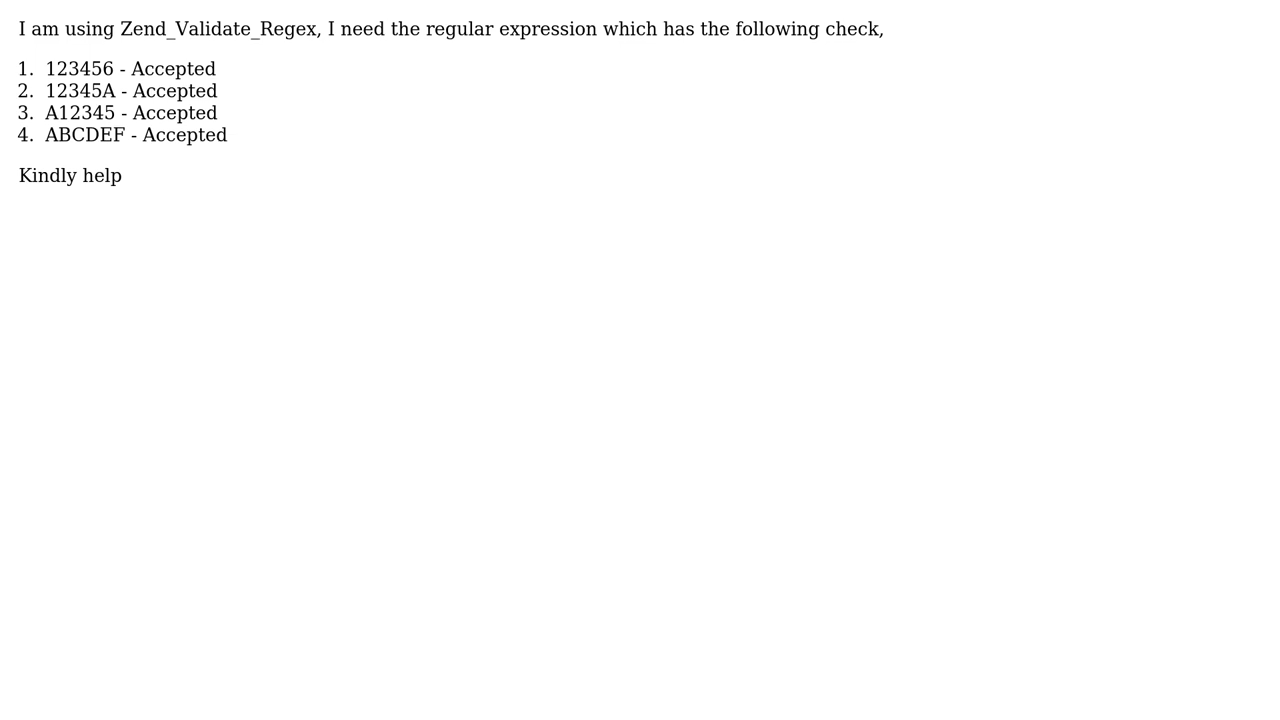 I am using Zend_Validate_Regex, I need the regular expression which has the following check,
1. 123456 - Accepted
2. 12345A - Accepted
3. A12345 - Accepted
4. ABCDEF - Accepted
Kindly help